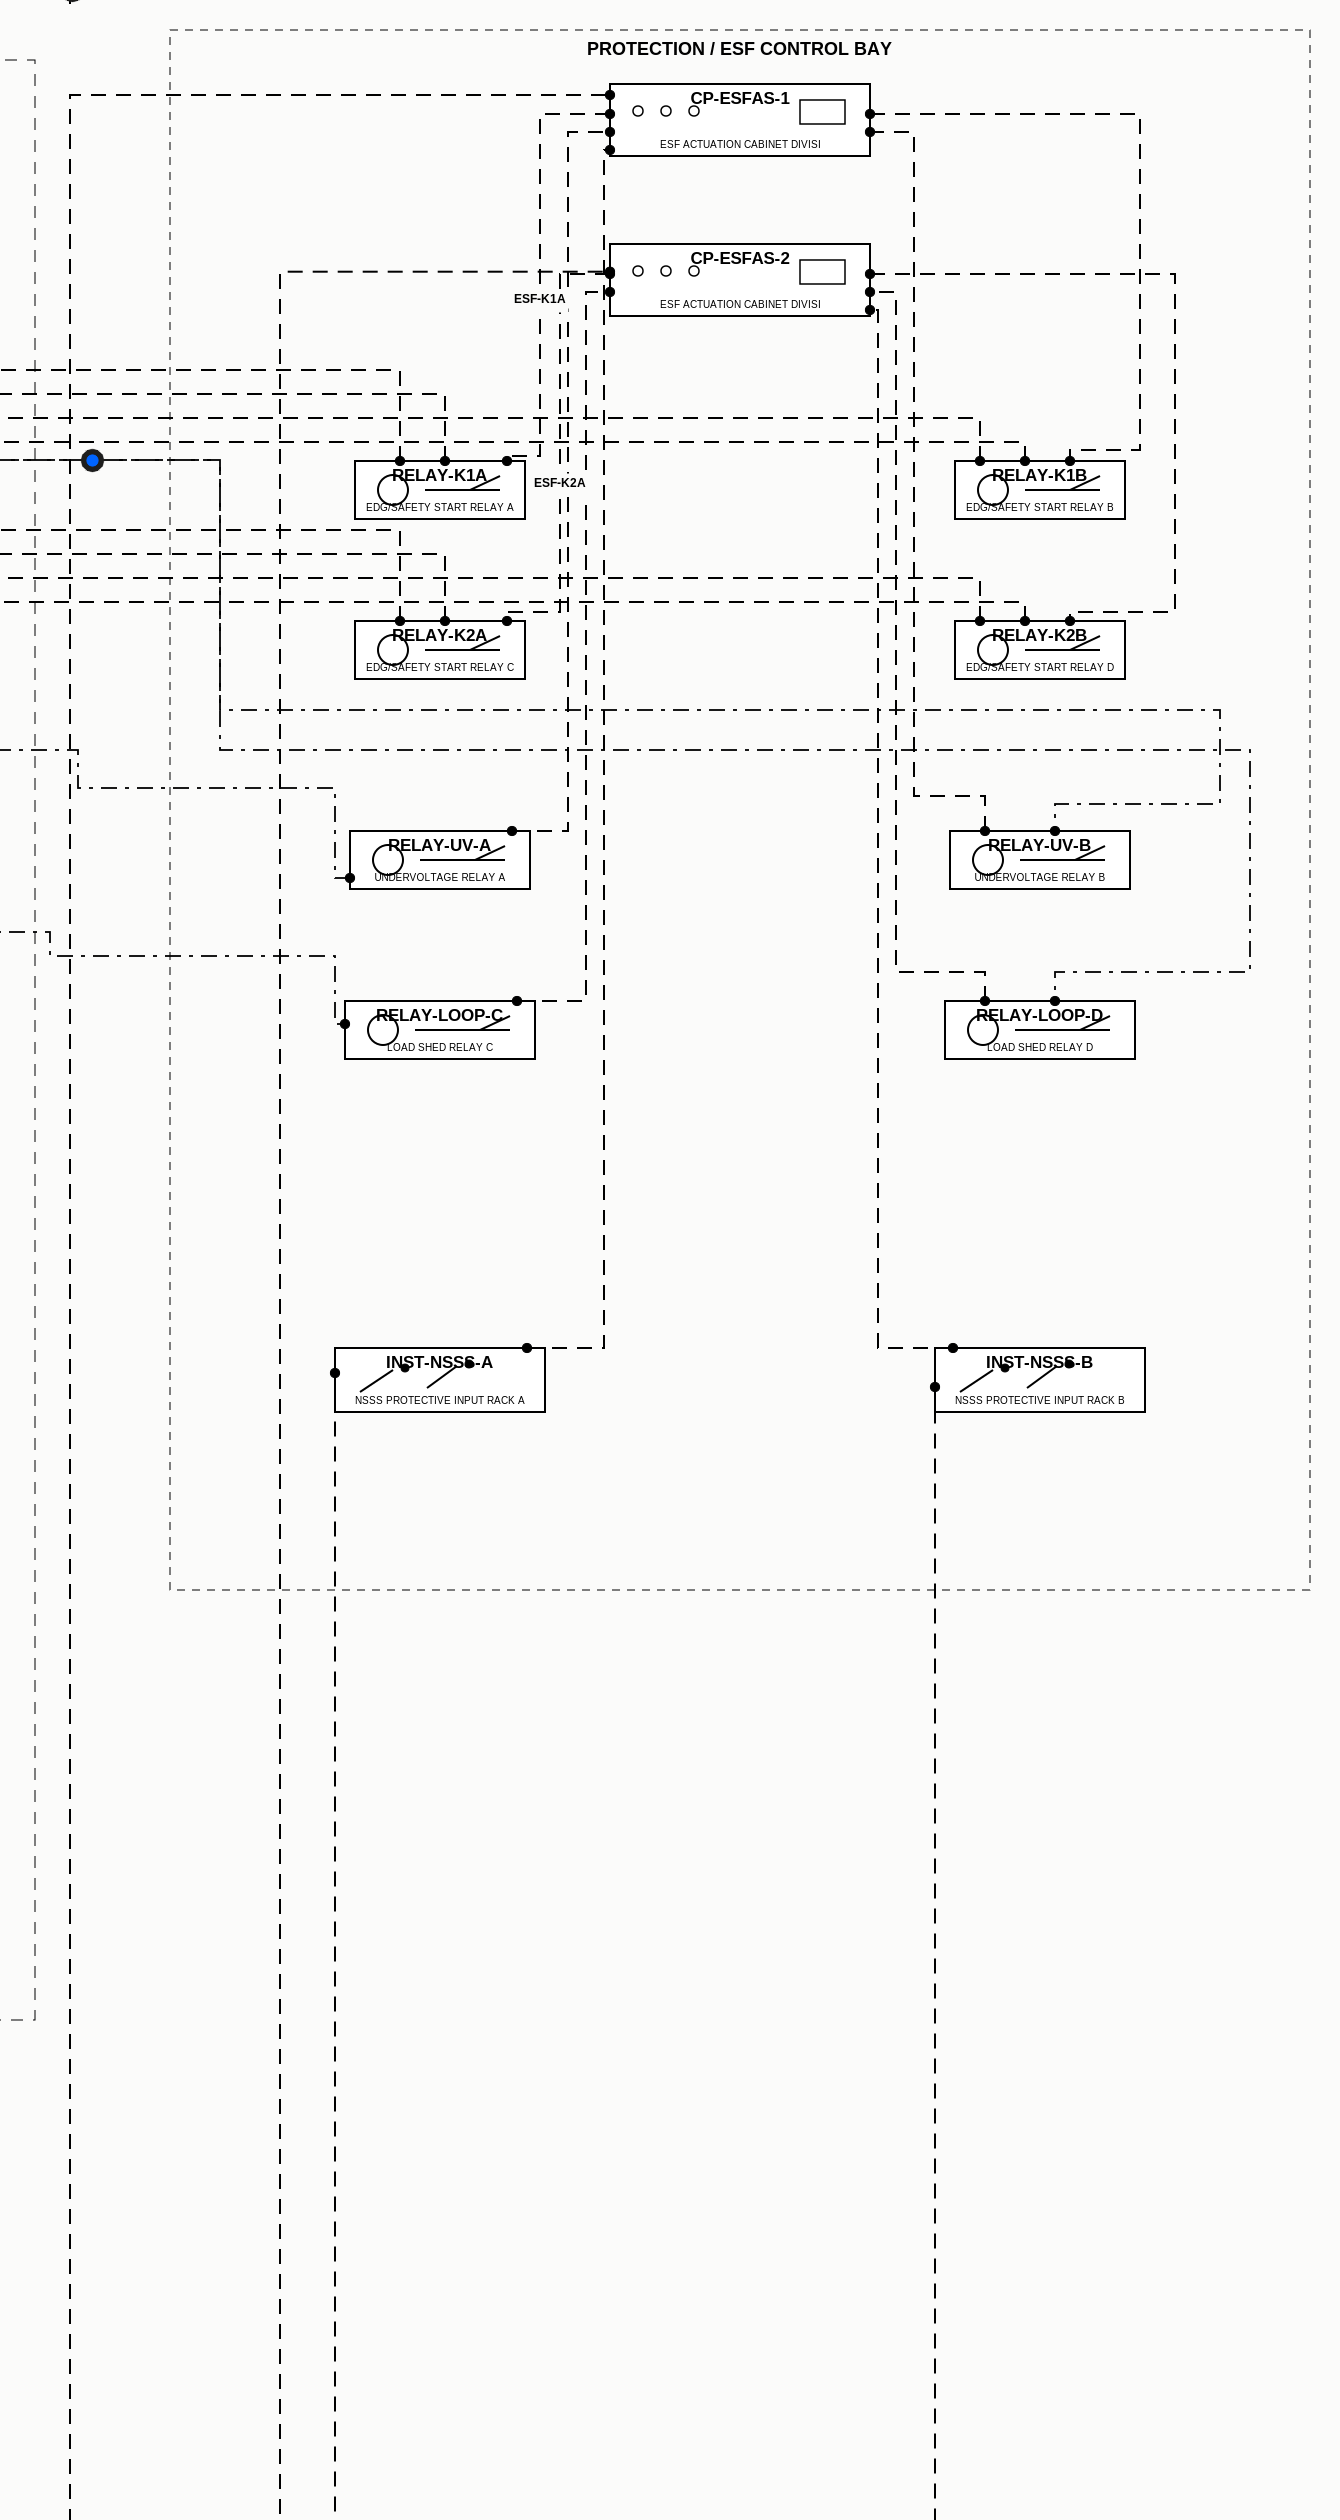 PROTECTION / ESF CONTROL BAY
CP-ESFAS-1
ESF ACTUATION CABINET DIVISI
CP-ESFAS-2
ESF ACTUATION CABINET DIVISI
ESF-K1A
RELAY-K1A
EDG/SAFETY START RELAY A
ESF-K2A
RELAY-K1B
EDG/SAFETY START RELAY B
RELAY-K2A
EDG/SAFETY START RELAY C
RELAY-K2B
EDG/SAFETY START RELAY D
RELAY-UV-A
UNDERVOLTAGE RELAY A
RELAY-UV-B
UNDERVOLTAGE RELAY B
RELAY-LOOP-C
LOAD SHED RELAY C
RELAY-LOOP-D
LOAD SHED RELAY D
INST-NSSS-A
NSSS PROTECTIVE INPUT RACK A
INST-NSSS-B
NSSS PROTECTIVE INPUT RACK B